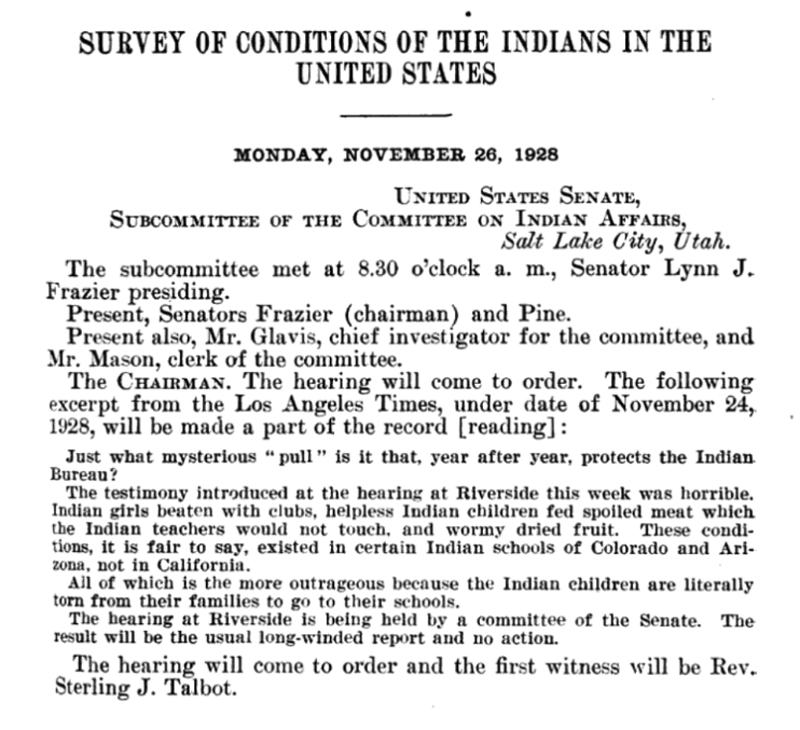 SURVEY OF CONDITIONS OF THE INDIANS IN THE
UNITED STATES
MONDAY, NOVEMBER 26, 1928
UNITED STATES SENATE,
SUBCOMMITTEE OF THE COMMITTEE ON INDIAN AFFAIRS,
Salt Lake City, Utah.
The subcommittee met at 8.30 o'clock a. m., Senator Lynn J.
Frazier presiding.
Present, Senators Frazier (chairman) and Pine.
Present also, Mr. Glavis, chief investigator for the committee, and
Mr. Mason, clerk of the committee.
The CHAIRMAN. The hearing will come to order. The following
excerpt from the Los Angeles Times, under date of November 24,
1928, will be made a part of the record [reading]:
Just what mysterious "pull" is it that, year after year, protects the Indian
Bureau?
The testimony introduced at the hearing at Riverside this week was horrible.
Indian girls beaten with clubs, helpless Indian children fed spoiled meat which
the Indian teachers would not touch, and wormy dried fruit. These condi-
tions, it is fair to say, existed in certain Indian schools of Colorado and Ari-
zona, not in California.
All of which is the more outrageous because the Indian children are literally
torn from their families to go to their schools.
The hearing at Riverside is being held by a committee of the Senate. The
result will be the usual long-winded report and no action.
The hearing will come to order and the first witness will be Rev.
Sterling J. Talbot.